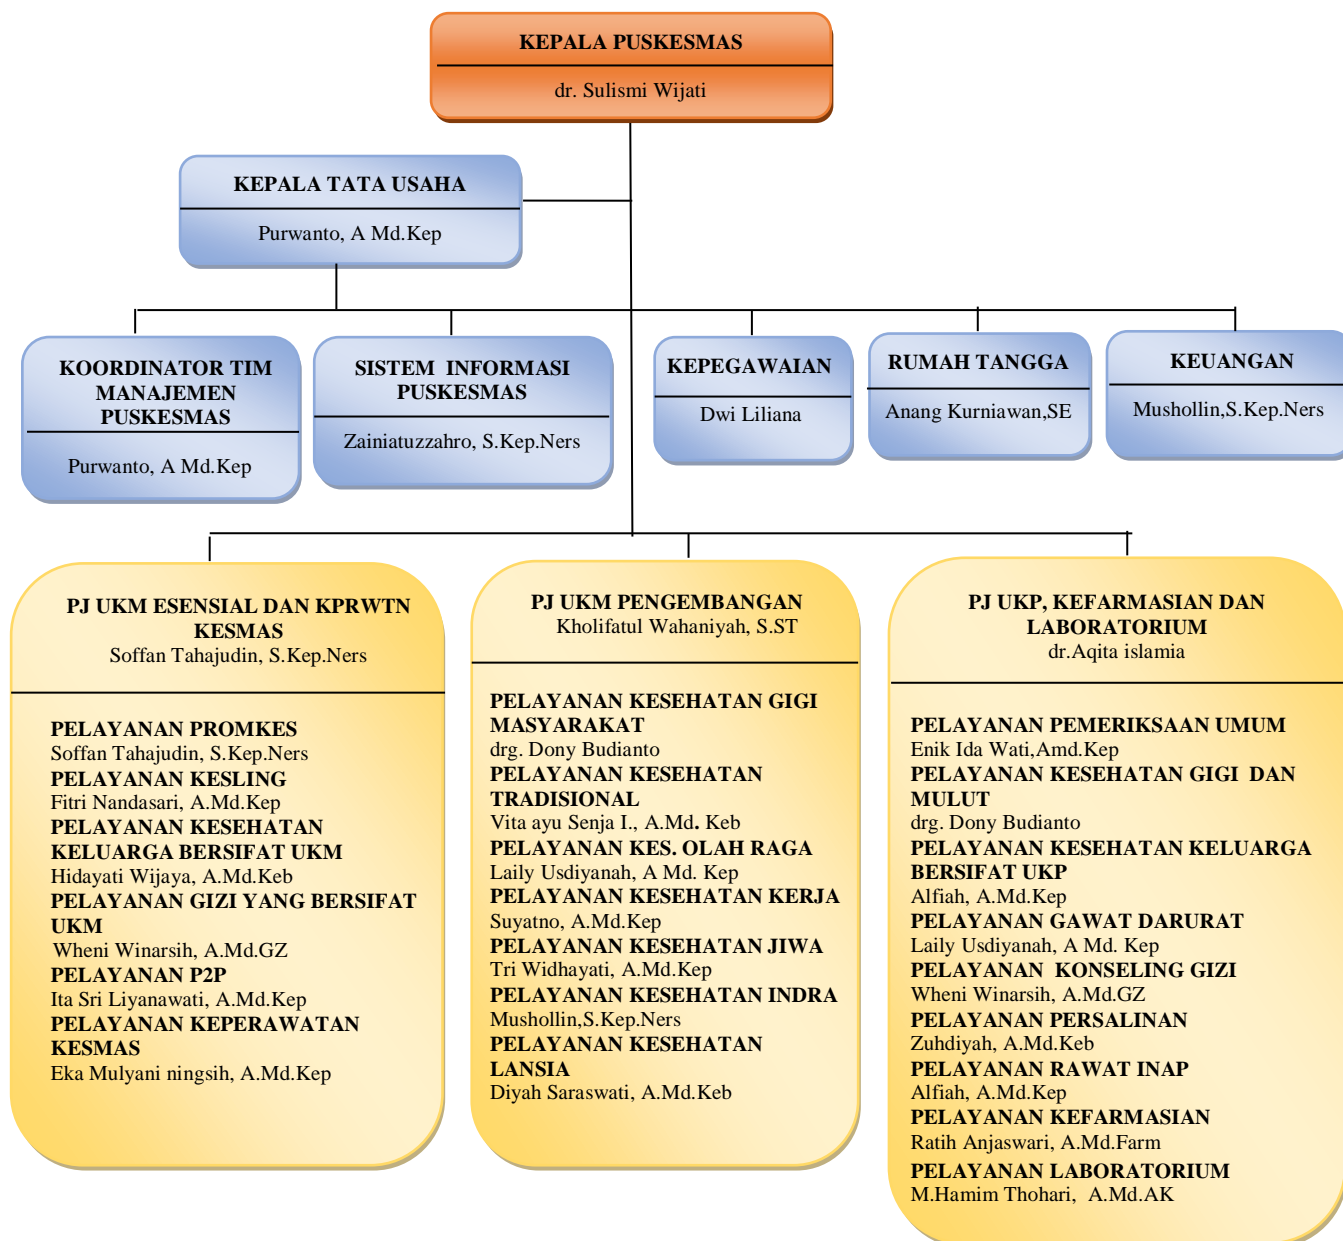 KEPALA PUSKESMAS
dr. Sulismi Wijati
KEPALA TATA USAHA
Purwanto, A Md.Kep
KOORDINATOR TIM
MANAJEMEN
PUSKESMAS
Purwanto, A Md.Kep
SISTEM INFORMASI
PUSKESMAS
Zainiatuzzahro, S.Kep.Ners
KEPEGAWAIAN
Dwi Liliana
RUMAH TANGGA
Anang Kurniawan,SE
KEUANGAN
Mushollin,S.Kep.Ners
PJ UKM ESENSIAL DAN KPRWTN
KESMAS
Soffan Tahajudin, S.Kep.Ners
PELAYANAN PROMKES
Soffan Tahajudin, S.Kep.Ners
PELAYANAN KESLING
Fitri Nandasari, A.Md.Kep
PELAYANAN KESEHATAN
KELUARGA BERSIFAT UKM
Hidayati Wijaya, A.Md.Keb
PELAYANAN GIZI YANG BERSIFAT
UKM
Wheni Winarsih, A.Md.GZ
PELAYANAN P2P
Ita Sri Liyanawati, A.Md.Kep
PELAYANAN KEPERAWATAN
KESMAS
Eka Mulyani ningsih, A.Md.Kep
PJ UKM PENGEMBANGAN
Kholifatul Wahaniyah, S.ST
PELAYANAN KESEHATAN GIGI
MASYARAKAT
drg. Dony Budianto
PELAYANAN KESEHATAN
TRADISIONAL
Vita ayu Senja I., A.Md. Keb
PELAYANAN KES. OLAH RAGA
Laily Usdiyanah, A Md. Kep
PELAYANAN KESEHATAN KERJA
Suyatno, A.Md.Kep
PELAYANAN KESEHATAN JIWA
Tri Widhayati, A.Md.Kep
PELAYANAN KESEHATAN INDRA
Mushollin,S.Kep.Ners
PELAYANAN KESEHATAN
LANSIA
Diyah Saraswati, A.Md.Keb
PJ UKP, KEFARMASIAN DAN
LABORATORIUM
dr.Aqita islamia
PELAYANAN PEMERIKSAAN UMUM
Enik Ida Wati,Amd.Kep
PELAYANAN KESEHATAN GIGI DAN
MULUT
drg. Dony Budianto
PELAYANAN KESEHATAN KELUARGA
BERSIFAT UKP
Alfiah, A.Md.Kep
PELAYANAN GAWAT DARURAT
Laily Usdiyanah, A Md. Kep
PELAYANAN KONSELING GIZI
Wheni Winarsih, A.Md.GZ
PELAYANAN PERSALINAN
Zuhdiyah, A.Md.Keb
PELAYANAN RAWAT INAP
Alfiah, A.Md.Kep
PELAYANAN KEFARMASIAN
Ratih Anjaswari, A.Md.Farm
PELAYANAN LABORATORIUM
M.Hamim Thohari, A.Md.AK